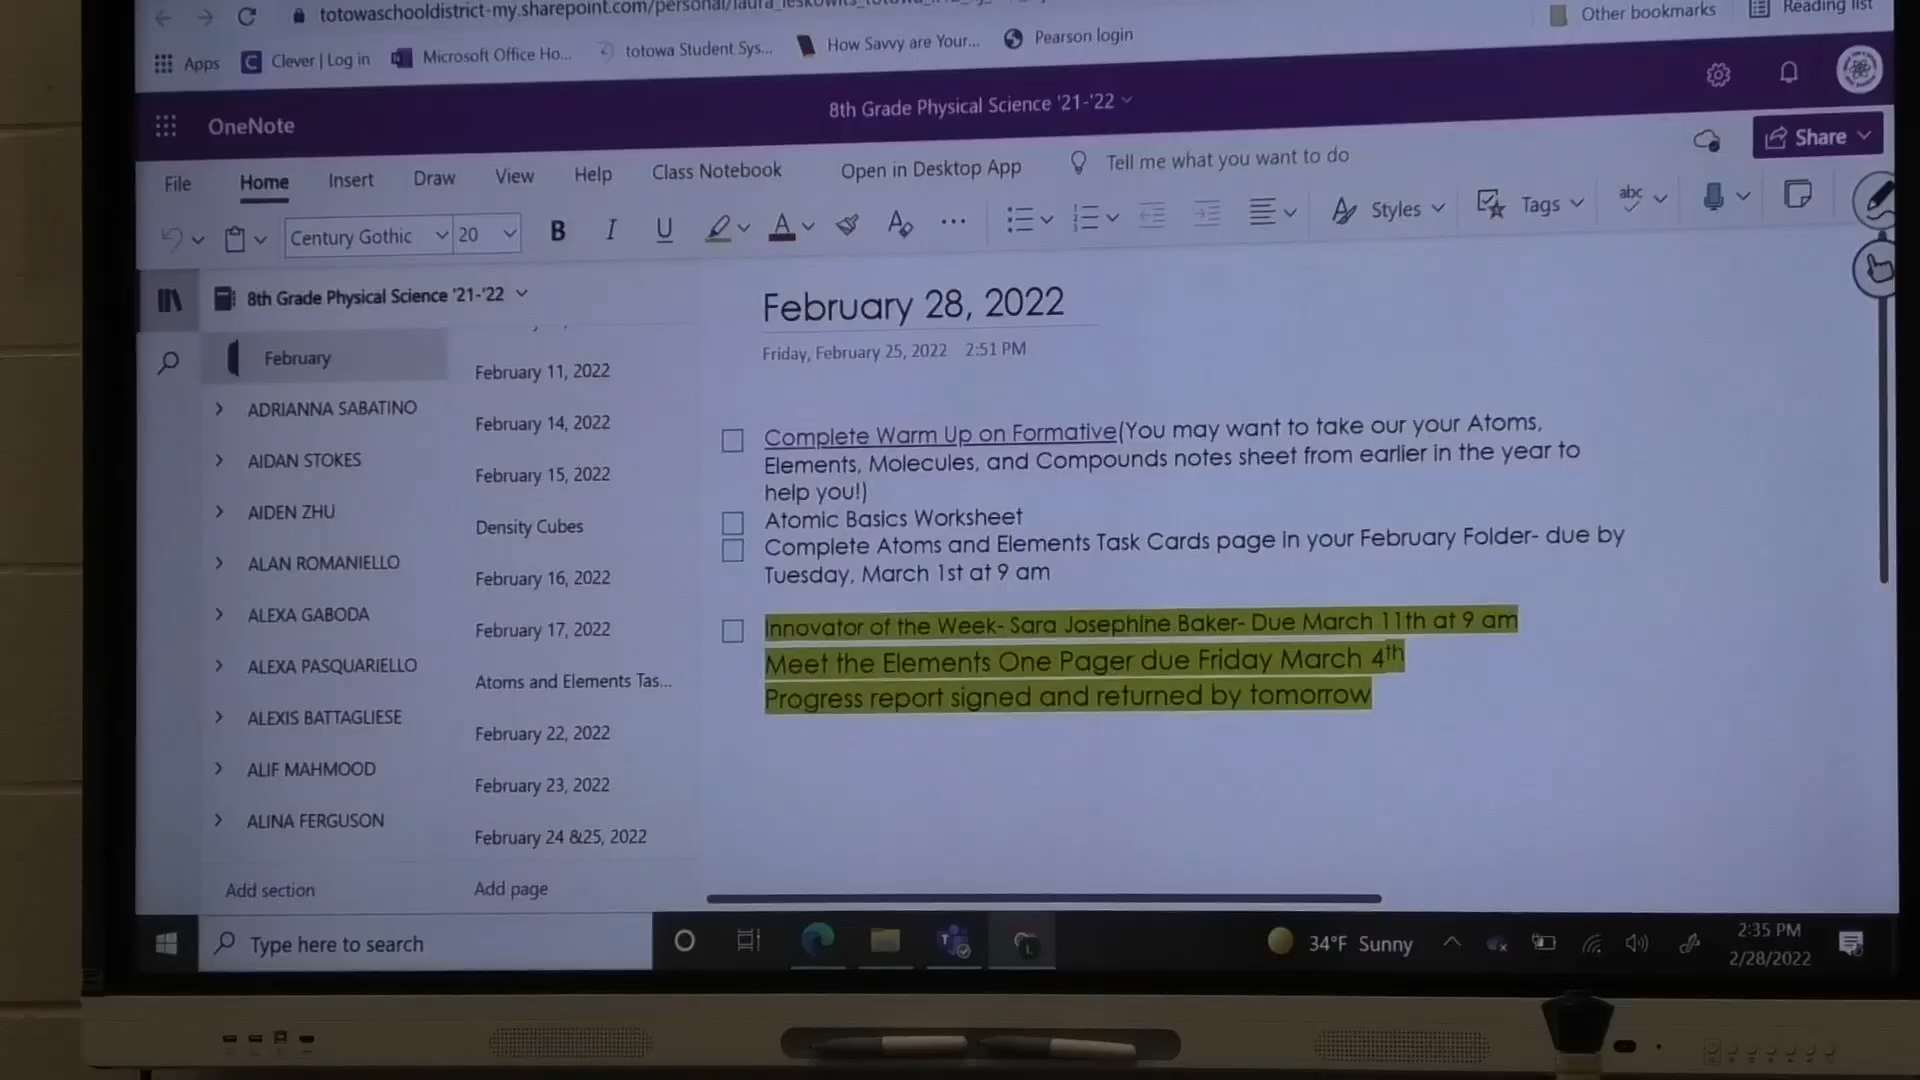 totowaschooldistrict-my.sharepoint.com/personal/
Other bookmarks
Reading list
Apps
Clever | Log in
Microsoft Office Ho...
totowa Student Sys...
How Savvy are Your...
Pearson login
OneNote
8th Grade Physical Science '21-'22
File Home Insert Draw View Help Class Notebook Open in Desktop App Tell me what you want to do
Share
Century Gothic 20 B I U A Styles Tags abc
8th Grade Physical Science '21-'22
February
ADRIANNA SABATINO
AIDAN STOKES
AIDEN ZHU
ALAN ROMANIELLO
ALEXA GABODA
ALEXA PASQUARIELLO
ALEXIS BATTAGLIESE
ALIF MAHMOOD
ALINA FERGUSON
Add section
February 11, 2022
February 14, 2022
February 15, 2022
Density Cubes
February 16, 2022
February 17, 2022
Atoms and Elements Tas...
February 22, 2022
February 23, 2022
February 24 &25, 2022
Add page
February 28, 2022
Friday, February 25, 2022 2:51 PM
Complete Warm Up on Formative(You may want to take our your Atoms,
Elements, Molecules, and Compounds notes sheet from earlier in the year to
help you!)
Atomic Basics Worksheet
Complete Atoms and Elements Task Cards page in your February Folder- due by
Tuesday, March 1st at 9 am
Innovator of the Week- Sara Josephine Baker- Due March 11th at 9 am
Meet the Elements One Pager due Friday March 4th
Progress report signed and returned by tomorrow
Type here to search
34°F Sunny
2:35 PM
2/28/2022